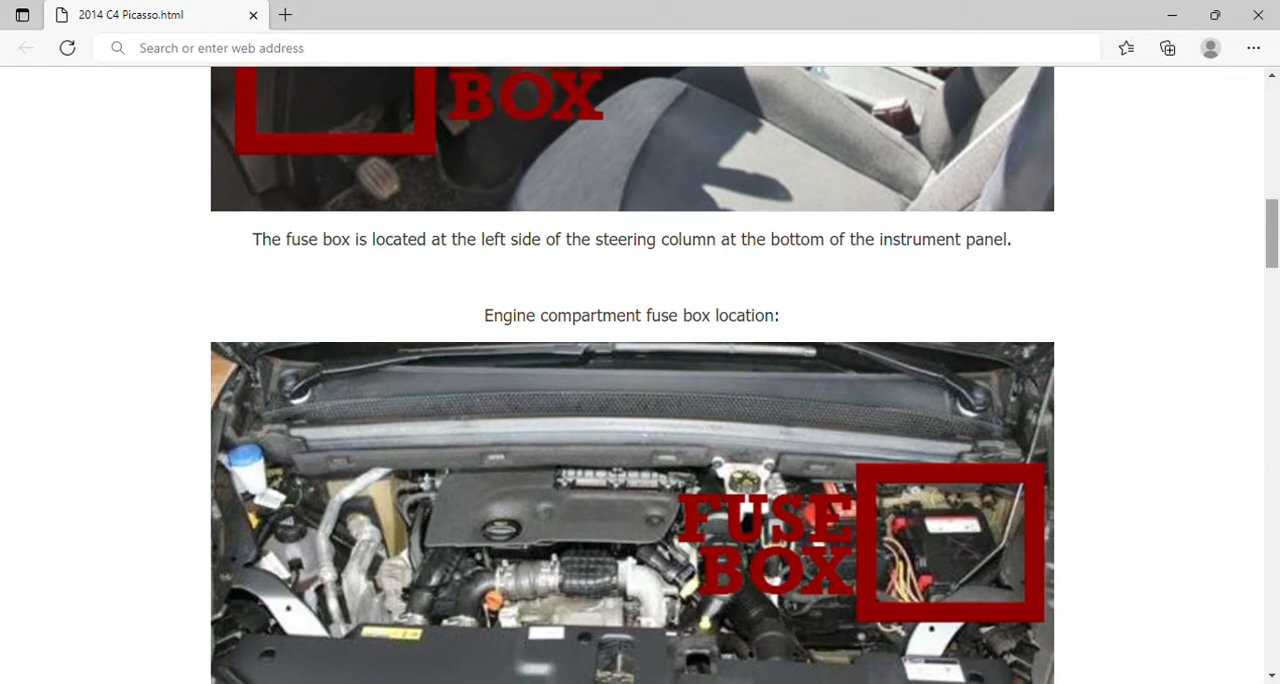 2014 C4 Picasso.html
Search or enter web address
BOX
The fuse box is located at the left side of the steering column at the bottom of the instrument panel.
Engine compartment fuse box location:
FUSE
BOX